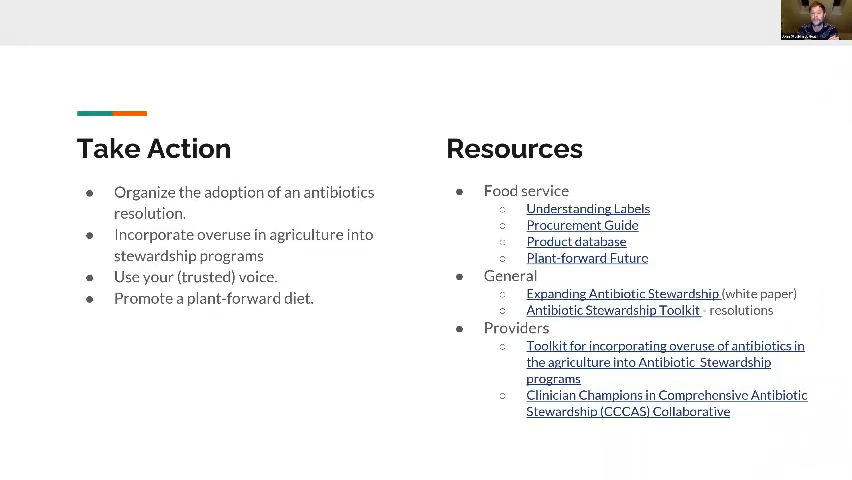 Take Action
● Organize the adoption of an antibiotics
resolution.
● Incorporate overuse in agriculture into
stewardship programs
● Use your (trusted) voice.
● Promote a plant-forward diet.
Resources
● Food service
○ Understanding Labels
○ Procurement Guide
○ Product database
○ Plant-forward Future
● General
○ Expanding Antibiotic Stewardship (white paper)
○ Antibiotic Stewardship Toolkit - resolutions
● Providers
○ Toolkit for incorporating overuse of antibiotics in
the agriculture into Antibiotic Stewardship
programs
○ Clinician Champions in Comprehensive Antibiotic
Stewardship (CCCAS) Collaborative